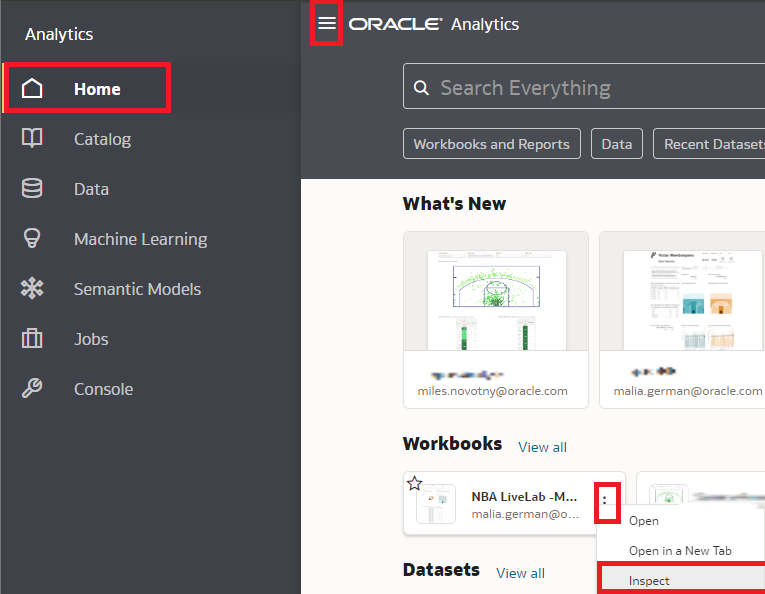 Analytics
Home
Catalog
Data
Machine Learning
Semantic Models
Jobs
Console
ORACLE Analytics
Search Everything
Workbooks and Reports
Data
Recent Datasets
What's New
miles.novotny@oracle.com
malia.german@oracle.com
Workbooks
View all
NBA LiveLab -M...
malia.german@o...
Open
Open in a New Tab
Inspect
Datasets
View all